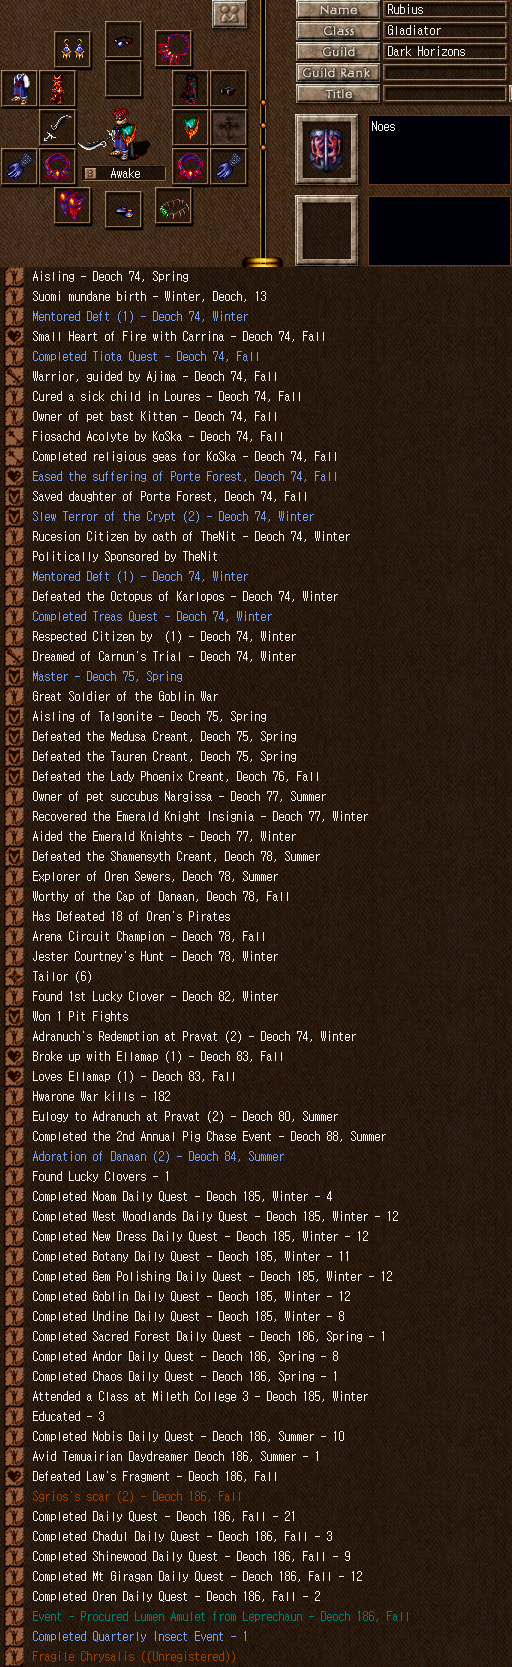 Name
Rubius
Class
Gladiator
Guild
Dark Horizons
Guild Rank
Title
Noes
Awake
Aisling - Deoch 74, Spring
Suomi mundane birth - Winter, Deoch, 13
Mentored Deft (1) - Deoch 74, Winter
Small Heart of Fire with Carrina - Deoch 74, Fall
Completed Tiota Quest - Deoch 74, Fall
Warrior, guided by Ajima - Deoch 74, Fall
Cured a sick child in Loures - Deoch 74, Fall
Owner of pet bast Kitten - Deoch 74, Fall
Fiosachd Acolyte by KoSka - Deoch 74, Fall
Completed religious geas for KoSka - Deoch 74, Fall
Eased the suffering of Porte Forest, Deoch 74, Fall
Saved daughter of Porte Forest, Deoch 74, Fall
Slew Terror of the Crypt (2) - Deoch 74, Winter
Rucesion Citizen by oath of TheNit - Deoch 74, Winter
Politically Sponsored by TheNit
Mentored Deft (1) - Deoch 74, Winter
Defeated the Octopus of Karlopos - Deoch 74, Winter
Completed Treas Quest - Deoch 74, Winter
Respected Citizen by  (1) - Deoch 74, Winter
Dreamed of Carnun's Trial - Deoch 74, Winter
Master - Deoch 75, Spring
Great Soldier of the Goblin War
Aisling of Talgonite - Deoch 75, Spring
Defeated the Medusa Creant, Deoch 75, Spring
Defeated the Tauren Creant, Deoch 75, Spring
Defeated the Lady Phoenix Creant, Deoch 76, Fall
Owner of pet succubus Nargissa - Deoch 77, Summer
Recovered the Emerald Knight Insignia - Deoch 77, Winter
Aided the Emerald Knights - Deoch 77, Winter
Defeated the Shamensyth Creant, Deoch 78, Summer
Explorer of Oren Sewers, Deoch 78, Summer
Worthy of the Cap of Danaan, Deoch 78, Fall
Has Defeated 18 of Oren's Pirates
Arena Circuit Champion - Deoch 78, Fall
Jester Courtney's Hunt - Deoch 78, Winter
Tailor (6)
Found 1st Lucky Clover - Deoch 82, Winter
Won 1 Pit Fights
Adranuch's Redemption at Pravat (2) - Deoch 74, Winter
Broke up with Ellamap (1) - Deoch 83, Fall
Loves Ellamap (1) - Deoch 83, Fall
Hwarone War kills - 182
Eulogy to Adranuch at Pravat (2) - Deoch 80, Summer
Completed the 2nd Annual Pig Chase Event - Deoch 88, Summer
Adoration of Danaan (2) - Deoch 84, Summer
Found Lucky Clovers - 1
Completed Noam Daily Quest - Deoch 185, Winter - 4
Completed West Woodlands Daily Quest - Deoch 185, Winter - 12
Completed New Dress Daily Quest - Deoch 185, Winter - 12
Completed Botany Daily Quest - Deoch 185, Winter - 11
Completed Gem Polishing Daily Quest - Deoch 185, Winter - 12
Completed Goblin Daily Quest - Deoch 185, Winter - 12
Completed Undine Daily Quest - Deoch 185, Winter - 8
Completed Sacred Forest Daily Quest - Deoch 186, Spring - 1
Completed Andor Daily Quest - Deoch 186, Spring - 8
Completed Chaos Daily Quest - Deoch 186, Spring - 1
Attended a Class at Mileth College 3 - Deoch 185, Winter
Educated - 3
Completed Nobis Daily Quest - Deoch 186, Summer - 10
Avid Temuairian Daydreamer Deoch 186, Summer - 1
Defeated Law's Fragment - Deoch 186, Fall
Sgrios's scar (2) - Deoch 186, Fall
Completed Daily Quest - Deoch 186, Fall - 21
Completed Chadul Daily Quest - Deoch 186, Fall - 3
Completed Shinewood Daily Quest - Deoch 186, Fall - 9
Completed Mt Giragan Daily Quest - Deoch 186, Fall - 12
Completed Oren Daily Quest - Deoch 186, Fall - 2
Event - Procured Lumen Amulet from Leprechaun - Deoch 186, Fall
Completed Quarterly Insect Event - 1
Fragile Chrysalis ((Unregistered))